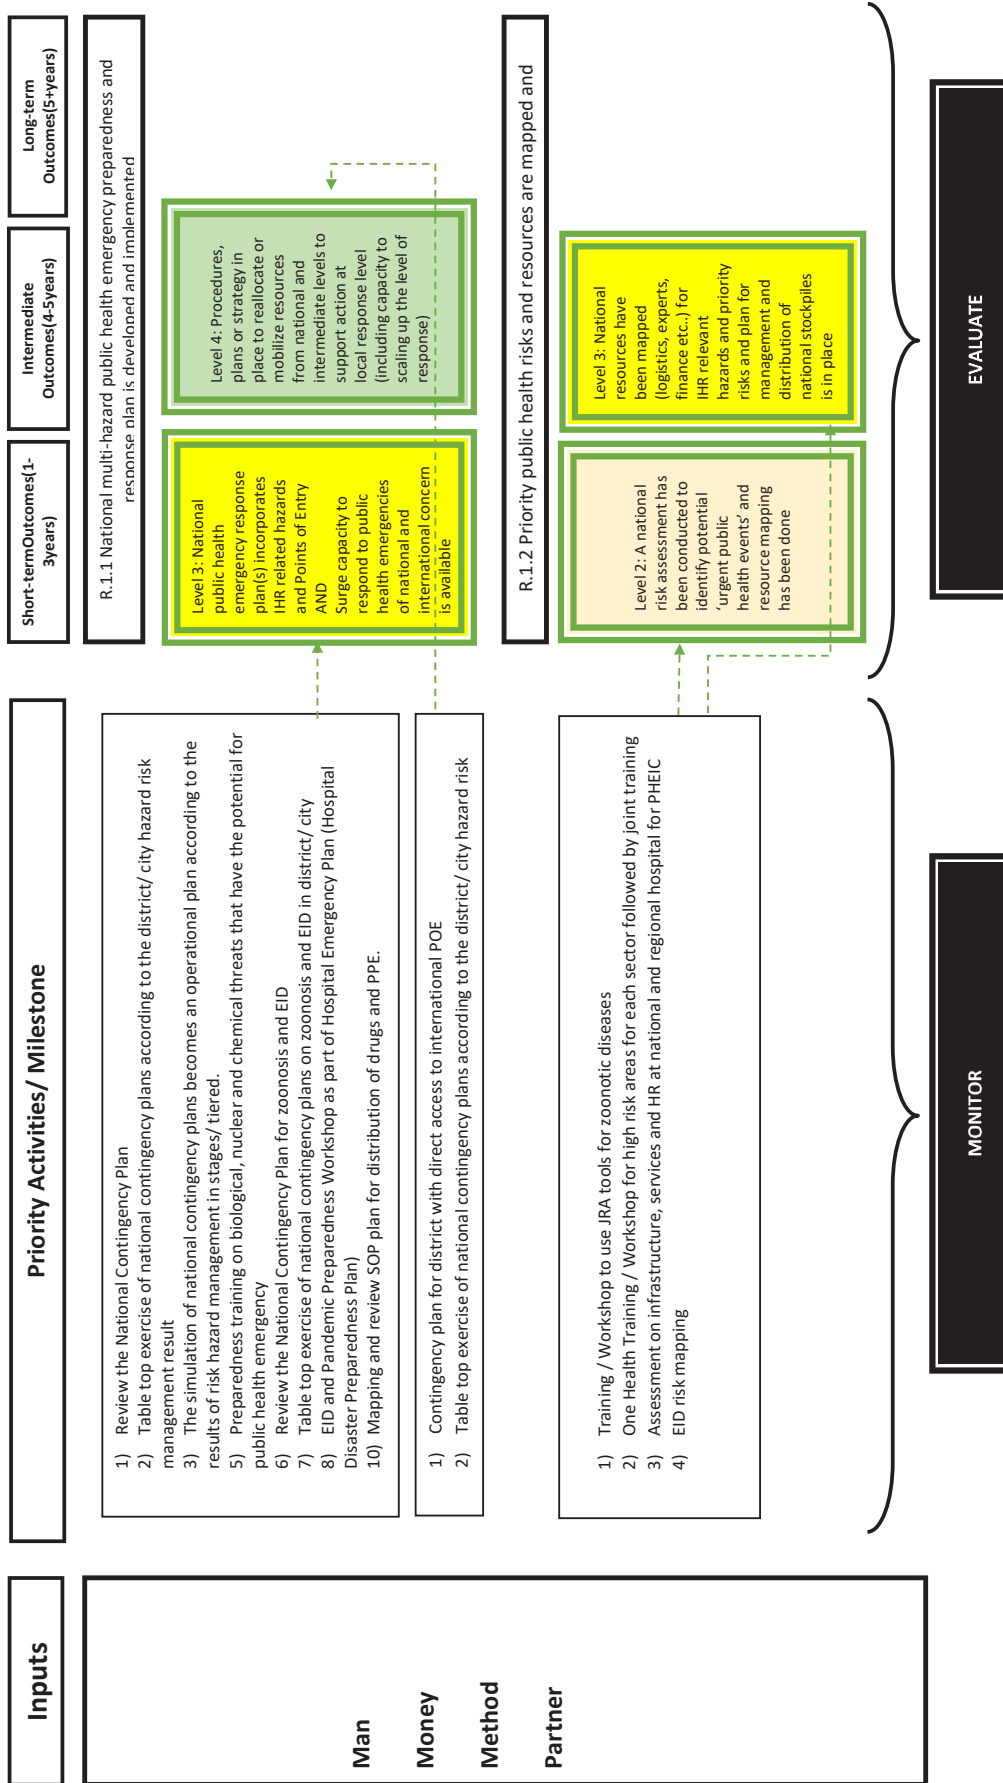 Inputs
Priority Activities/ Milestone
Short-termOutcomes(1-
3years)
Intermediate
Outcomes(4-5years)
Long-term
Outcomes(5+years)
Man
Money
Method
Partner
1) Review the National Contingency Plan
2) Table top exercise of national contingency plans according to the district/ city hazard risk
management result
3) The simulation of national contingency plans becomes an operational plan according to the
results of risk hazard management in stages/ tiered.
5) Preparedness training on biological, nuclear and chemical threats that have the potential for
public health emergency
6) Review the National Contingency Plan for zoonosis and EID
7) Table top exercise of national contingency plans on zoonosis and EID in district/ city
8) EID and Pandemic Preparedness Workshop as part of Hospital Emergency Plan (Hospital
Disaster Preparedness Plan)
10) Mapping and review SOP plan for distribution of drugs and PPE.
1) Contingency plan for district with direct access to international POE
2) Table top exercise of national contingency plans according to the district/ city hazard risk
1) Training / Workshop to use JRA tools for zoonotic diseases
2) One Health Training / Workshop for high risk areas for each sector followed by joint training
3) Assessment on infrastructure, services and HR at national and regional hospital for PHEIC
4) EID risk mapping
R.1.1 National multi-hazard public health emergency preparedness and
response plan is developed and implemented
Level 3: National
public health
emergency response
plan(s) incorporates
IHR related hazards
and Points of Entry
AND
Surge capacity to
respond to public
health emergencies
of national and
international concern
is available
Level 4: Procedures,
plans or strategy in
place to reallocate or
mobilize resources
from national and
intermediate levels to
support action at
local response level
(including capacity to
scaling up the level of
response)
R.1.2 Priority public health risks and resources are mapped and
Level 2: A national
risk assessment has
been conducted to
identify potential
‘urgent public
health events’ and
resource mapping
has been done
Level 3: National
resources have
been mapped
(logistics, experts,
finance etc..) for
IHR relevant
hazards and priority
risks and plan for
management and
distribution of
national stockpiles
is in place
MONITOR
EVALUATE